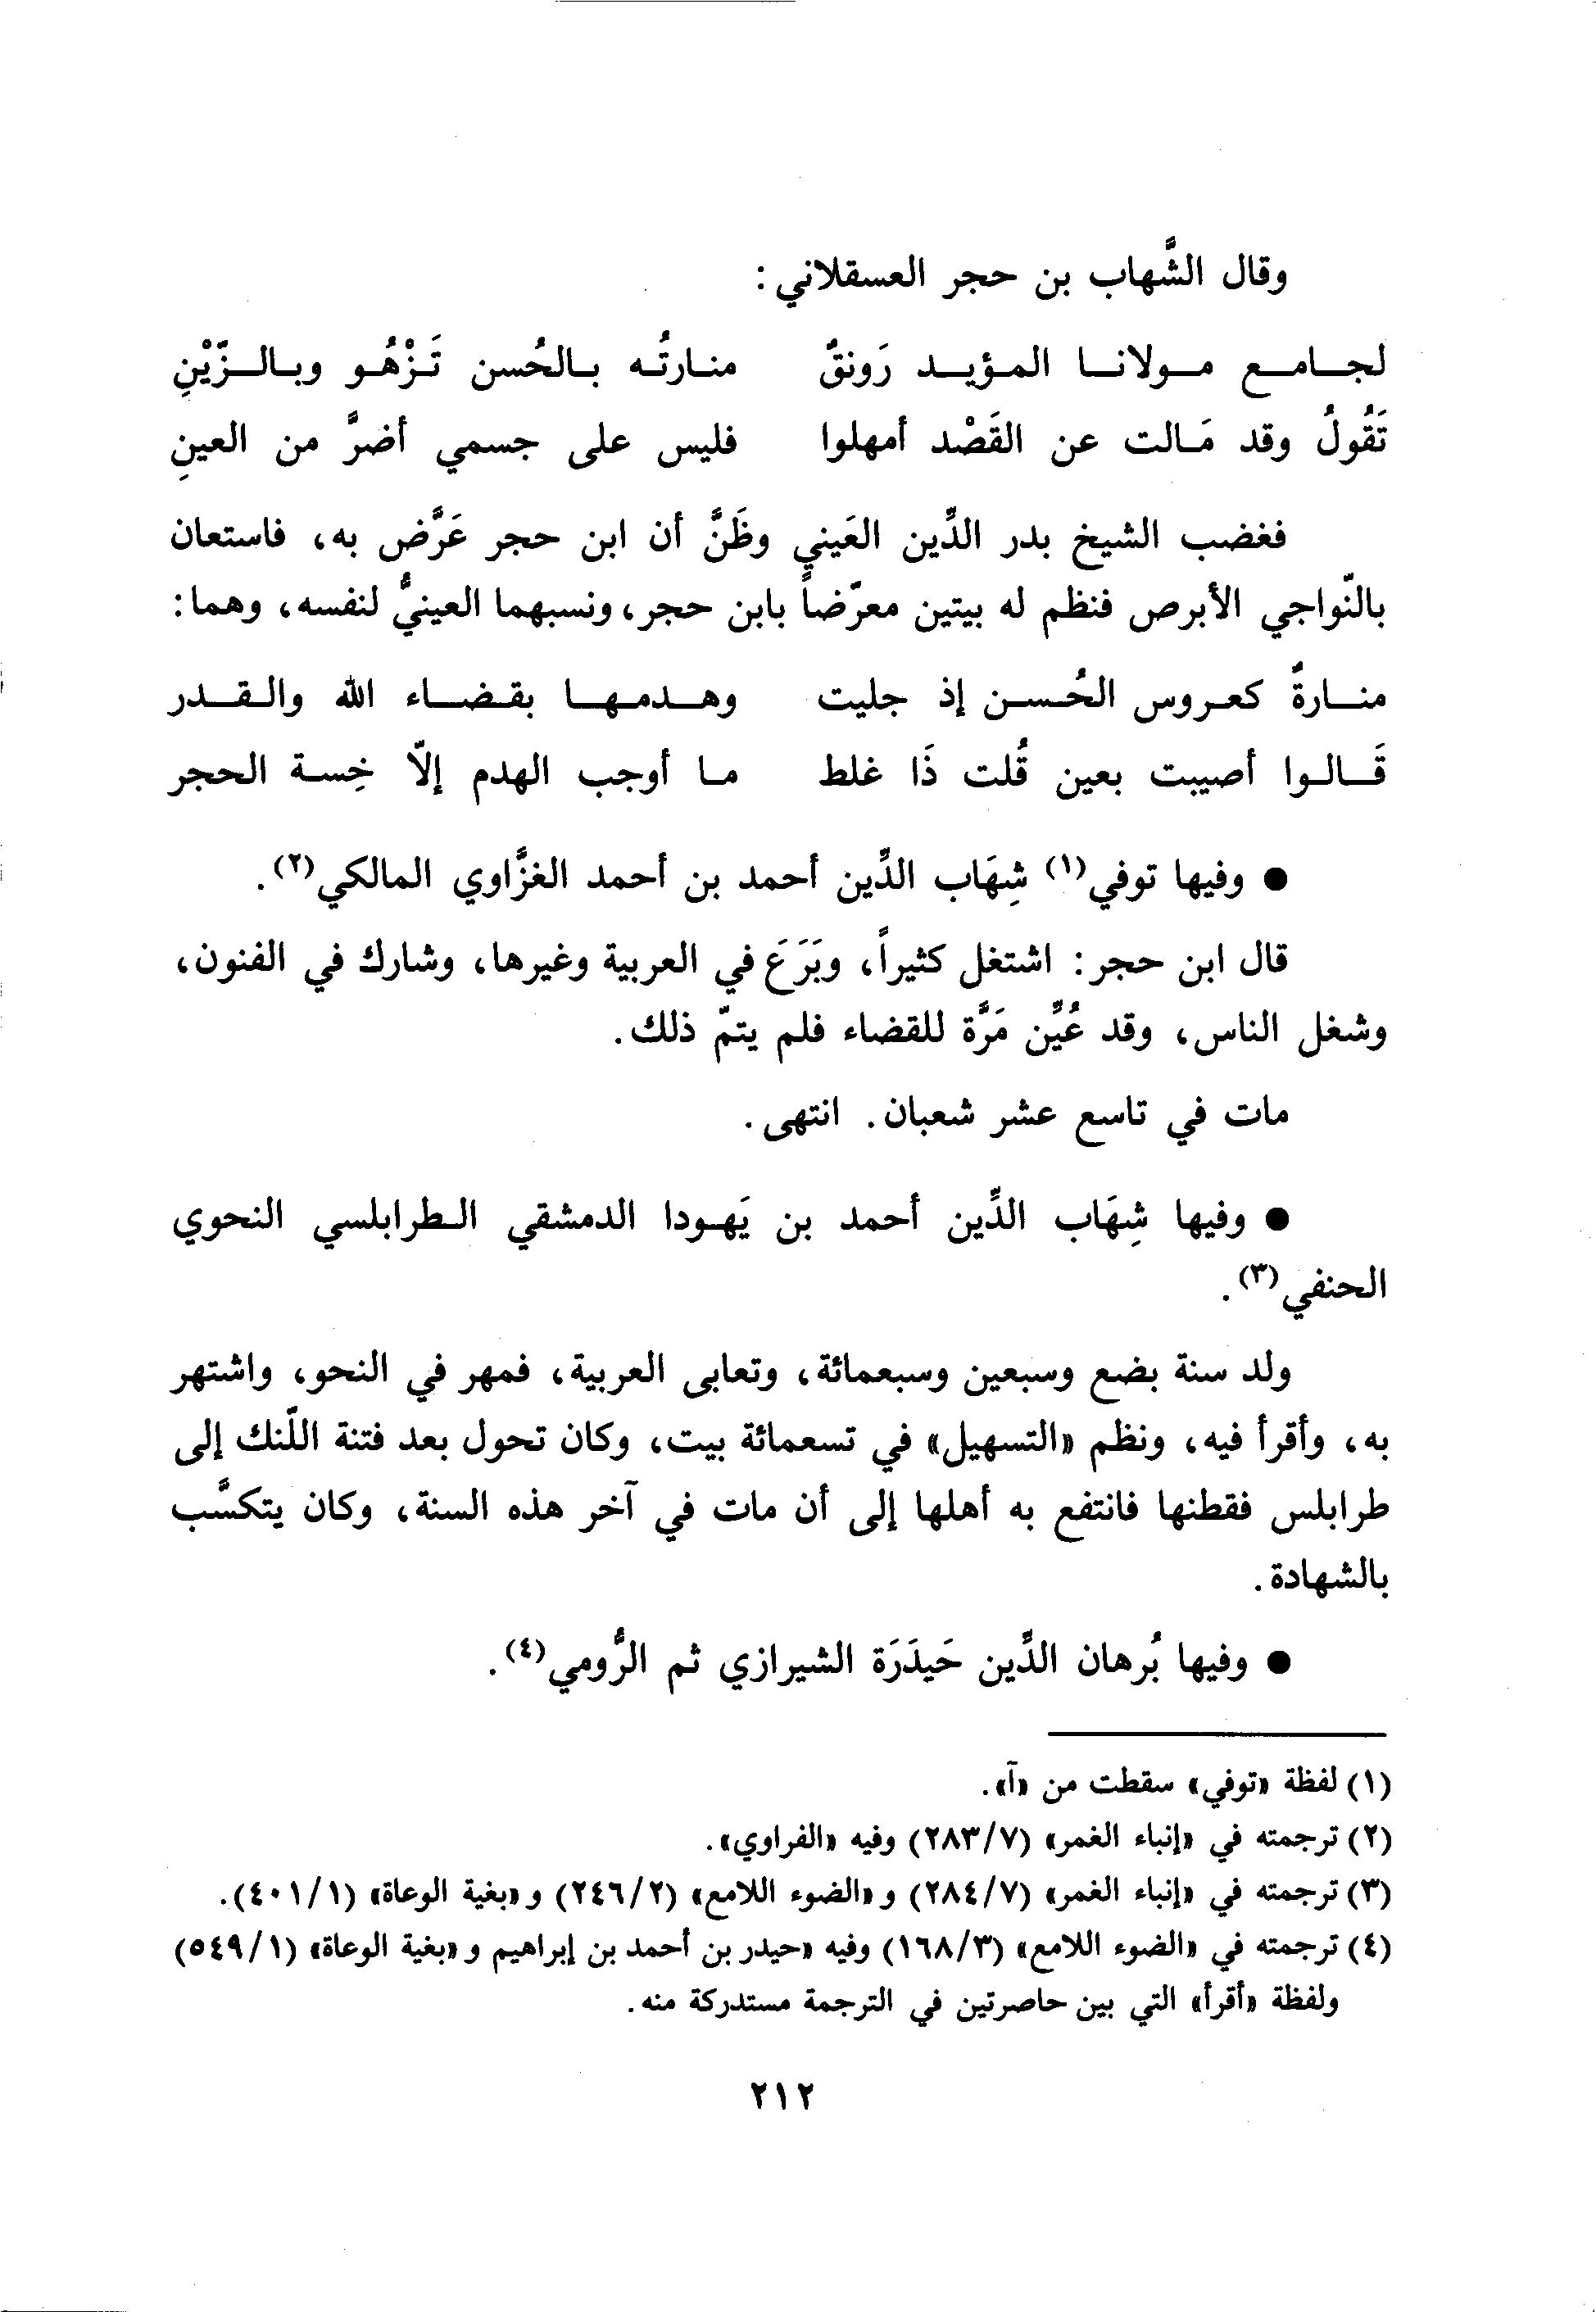 وقال الشَّهاب بن حجر العسقلاني:
لجامع مولانا المؤيد رَونقٌ منارتُه بالحُسن تَزْهُو وبالزّيْنِ
تَقُولُ وقد مَالت عن القَصْد أمهلوا فليس على جسمي أضرَّ من العينِ
فغضب الشيخ بدر الدِّين العَيني وظَنَّ أن ابن حجر عَرَّض به، فاستعان
بالنّواجي الأبرص فنظم له بيتين معرّضاً بابن حجر، ونسبهما العينيُّ لنفسه، وهما:
منارةٌ كعروس الحُسن إذ جليت وهدمها بقضاء الله والقدر
قَالوا أصيبت بعين قُلت ذَا غلط ما أوجب الهدم إلاّ خِسة الحجر
● وفيها توفي(١) شِهَاب الدِّين أحمد بن أحمد الغزَّاوي المالكي(٢).
قال ابن حجر: اشتغل كثيراً، وبَرَعَ في العربية وغيرها، وشارك في الفنون،
وشغل الناس، وقد عُيِّن مَرَّة للقضاء فلم يتمّ ذلك.
مات في تاسع عشر شعبان. انتهى.
● وفيها شِهَاب الدِّين أحمد بن يَهودا الدمشقي الطرابلسي النحوي
الحنفي(٣).
ولد سنة بضع وسبعين وسبعمائة، وتعابى العربية، فمهر في النحو، واشتهر
به، وأقرأ فيه، ونظم «التسهيل» في تسعمائة بيت، وكان تحول بعد فتنة اللّنك إلى
طرابلس فقطنها فانتفع به أهلها إلى أن مات في آخر هذه السنة، وكان يتكسَّب
بالشهادة.
● وفيها بُرهان الدِّين حَيدَرَة الشيرازي ثم الرُّومي(٤).
(١) لفظة «توفي» سقطت من «آ».
(٢) ترجمته في «إنباء الغمر» (٢٨٣/٧) وفيه «الفراوي».
(٣) ترجمته في «إنباء الغمر» (٢٨٤/٧) و «الضوء اللامع» (٢٤٦/٢) و «بغية الوعاة» (٤٠١/١).
(٤) ترجمته في «الضوء اللامع» (١٦٨/٣) وفيه «حيدر بن أحمد بن إبراهيم و «بغية الوعاة» (٥٤٩/١)
ولفظة «أقرأ» التي بين حاصرتين في الترجمة مستدركة منه.
٢١٢